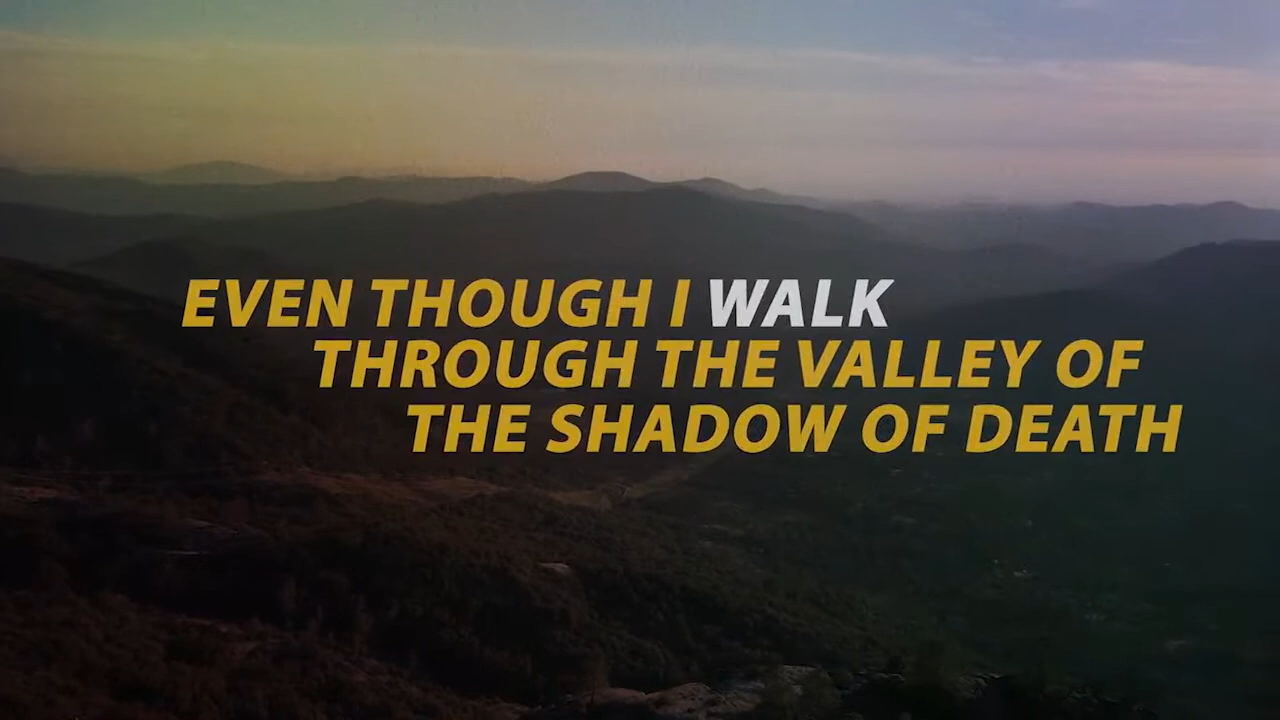 EVEN THOUGH I WALK
THROUGH THE VALLEY OF
THE SHADOW OF DEATH